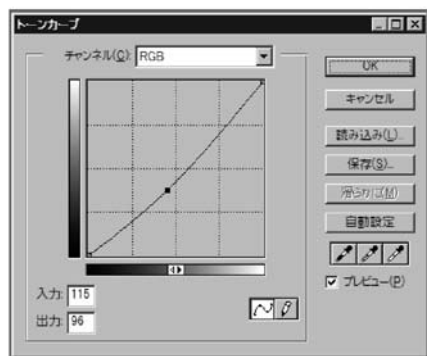 トーンカーブ
チャンネル(C): RGB
OK
キャンセル
読み込み(L)...
保存(S)...
滑らかに(M)
自動設定
プレビュー(P)
入力: 115
出力: 96